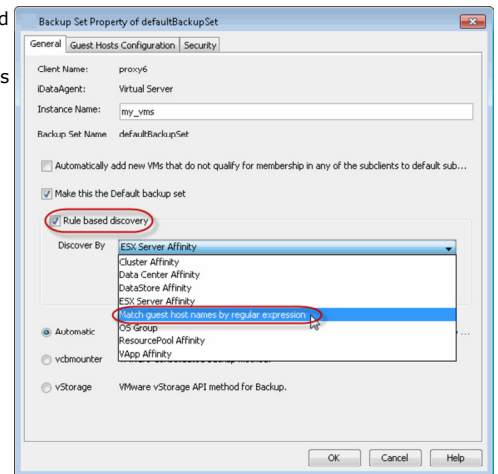 d
s
Backup Set Property of defaultBackupSet
General Guest Hosts Configuration Security
Client Name: proxy6
iDataAgent: Virtual Server
Instance Name: my_vms
Backup Set Name defaultBackupSet
Automatically add new VMs that do not qualify for membership in any of the subclients to default sub...
Make this the Default backup set
Rule based discovery
Discover By ESX Server Affinity
Cluster Affinity
Data Center Affinity
DataStore Affinity
ESX Server Affinity
Match guest host names by regular expression
OS Group
ResourcePool Affinity
VApp Affinity
Automatic ...
vcbmounter
vStorage VMware vStorage API method for Backup.
OK Cancel Help